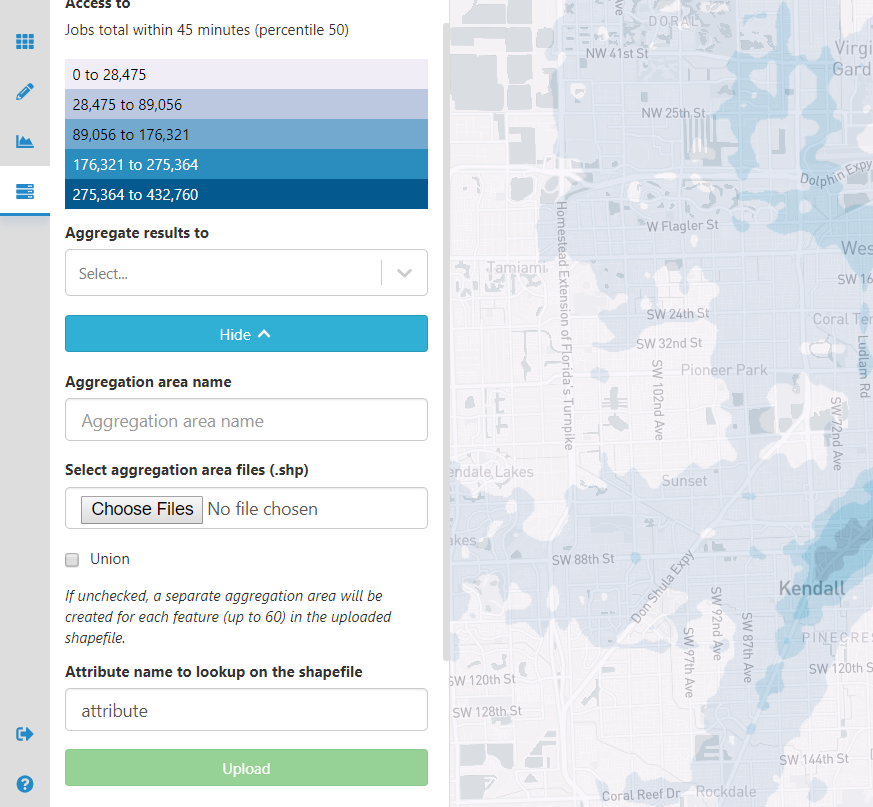 Access to
Jobs total within 45 minutes (percentile 50)
0 to 28,475
28,475 to 89,056
89,056 to 176,321
176,321 to 275,364
275,364 to 432,760
Aggregate results to
Select...
Hide
Aggregation area name
Aggregation area name
Select aggregation area files (.shp)
Choose Files No file chosen
Union
If unchecked, a separate aggregation area will be
created for each feature (up to 60) in the uploaded
shapefile.
Attribute name to lookup on the shapefile
attribute
Upload
?
DORAL
Ave
NW 41st St
Virgi
Gard
NW 25th St
Dolphin Expy
W Flagler St
Wes
Homestead Extension of Florida's Turnpike
Tamiami
SW 16
SW 24th St
Coral Ter
SW 32nd St
Ludlam Rd
SW 102nd Ave
Pioneer Park
SW 72nd Ave
endale Lakes
Sunset
akes
SW 88th St
Don Shula Expy
Kendall
SW 92nd Ave
SW 87th Ave
SW 97th Ave
PINECRES
SW 120th St
SW 120th S
SW 128th St
SW 144th St
Coral Reef Dr
Rockdale